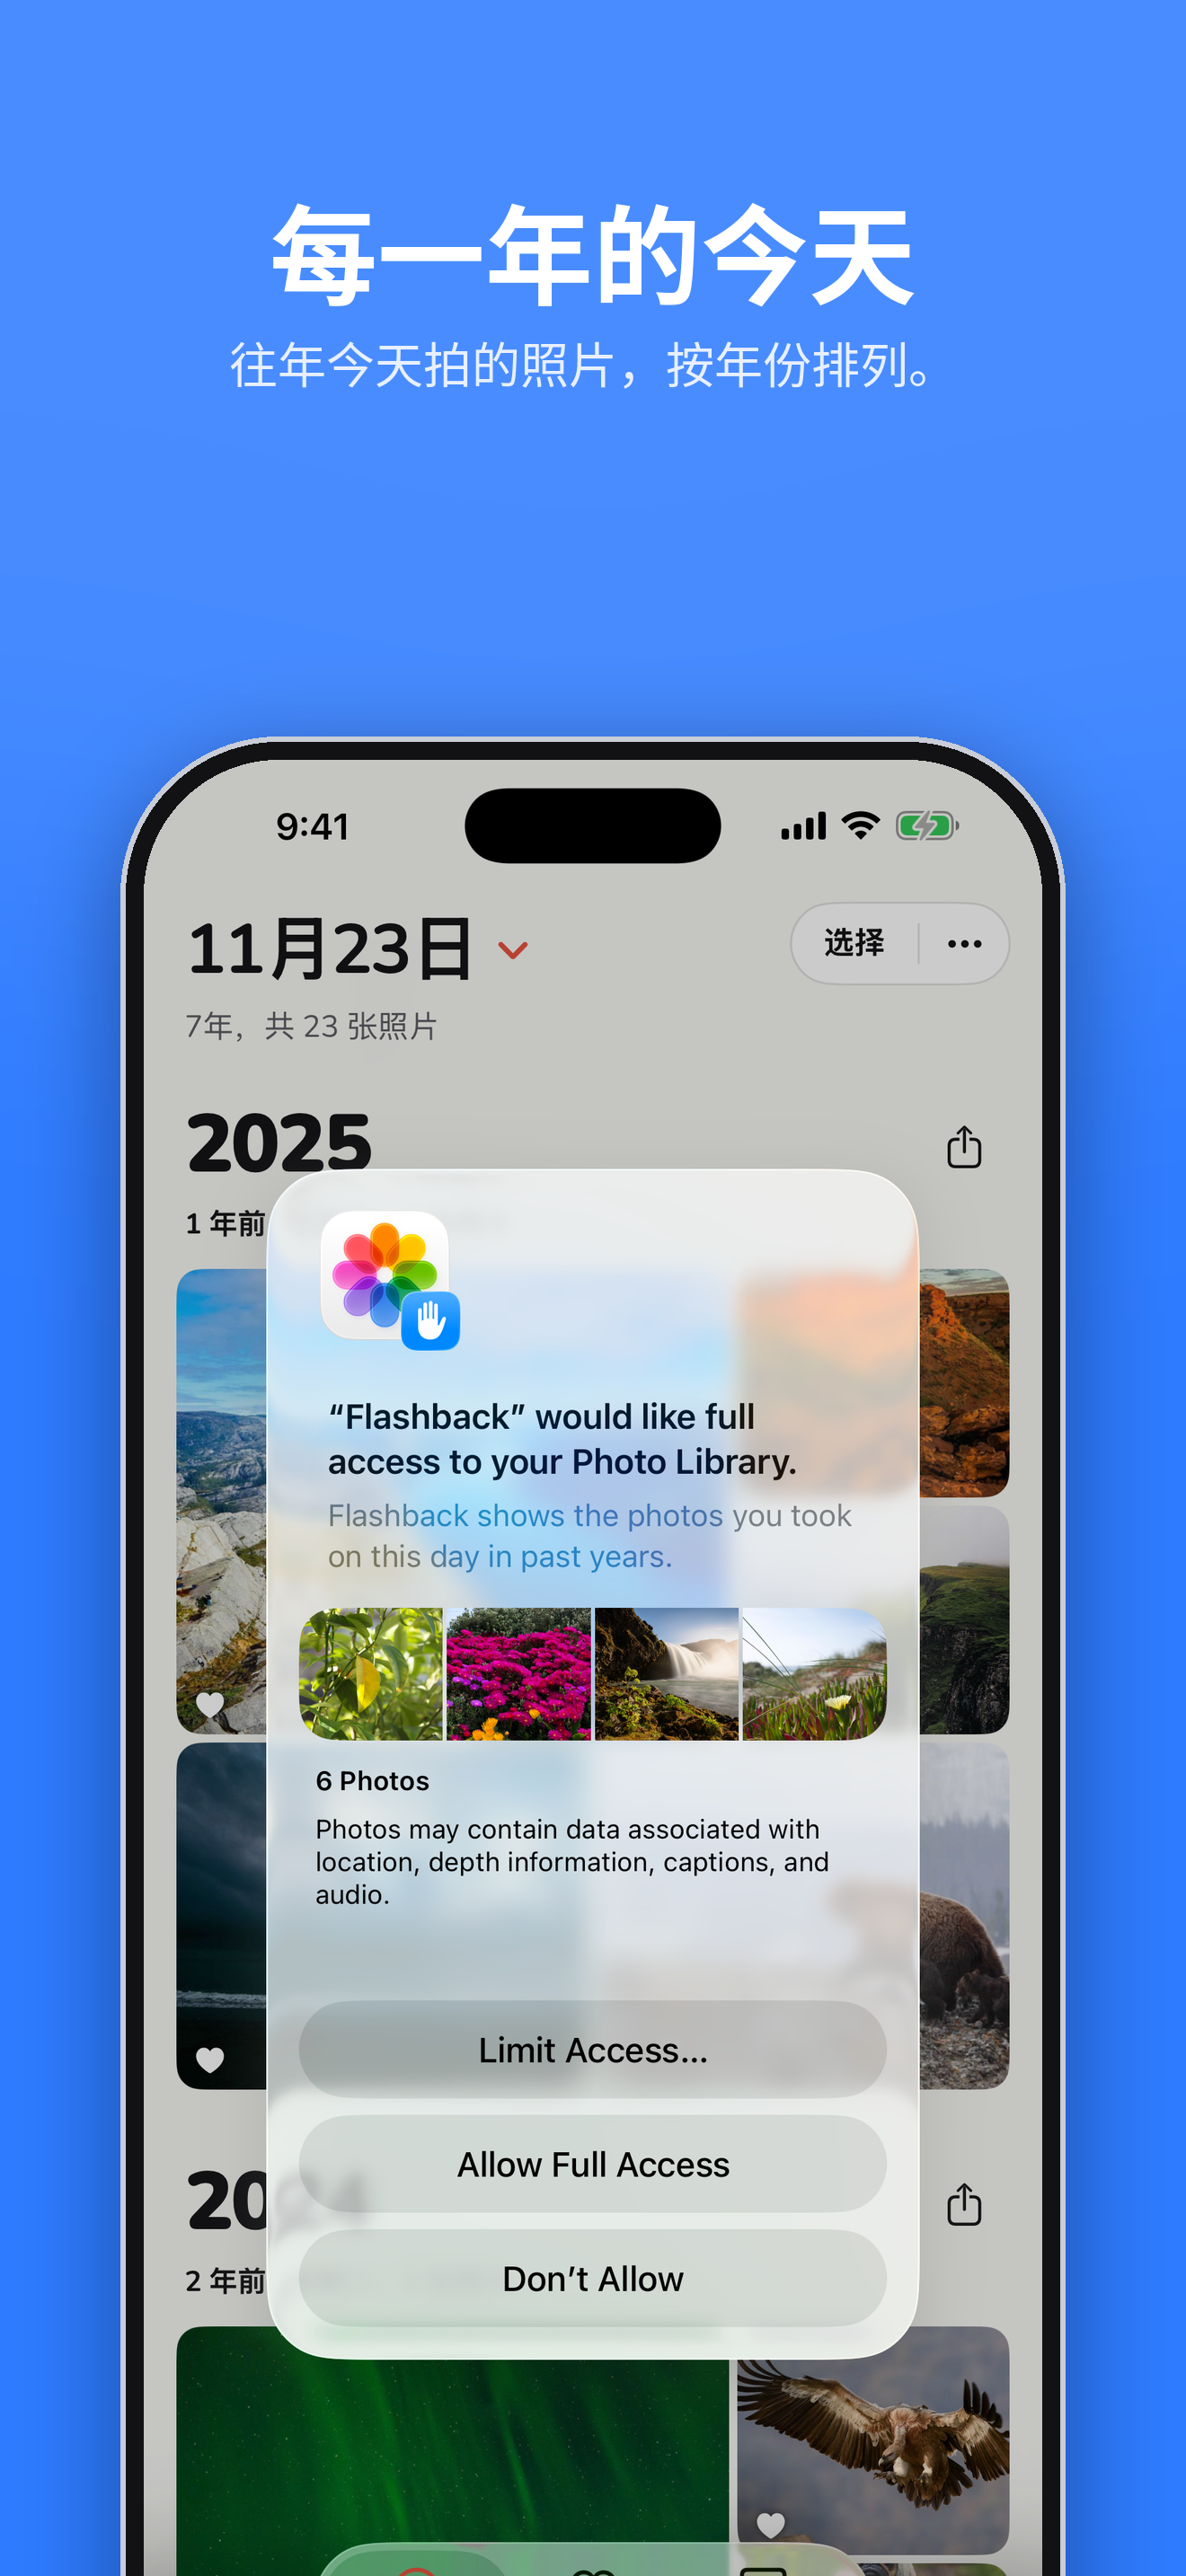 每一年的今天
往年今天拍的照片，按年份排列。
9:41
11月23日
选择
7年，共 23 张照片
2025
1 年前
“Flashback” would like full
access to your Photo Library.
Flashback shows the photos you took
on this day in past years.
6 Photos
Photos may contain data associated with
location, depth information, captions, and
audio.
Limit Access...
Allow Full Access
2024
Don’t Allow
2 年前